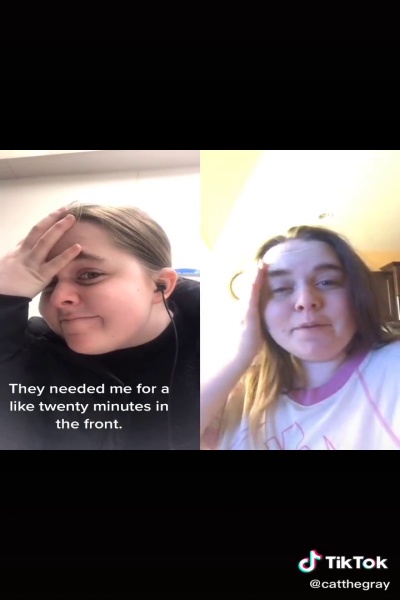 They needed me for a
like twenty minutes in
the front.
TikTok
@catthegray